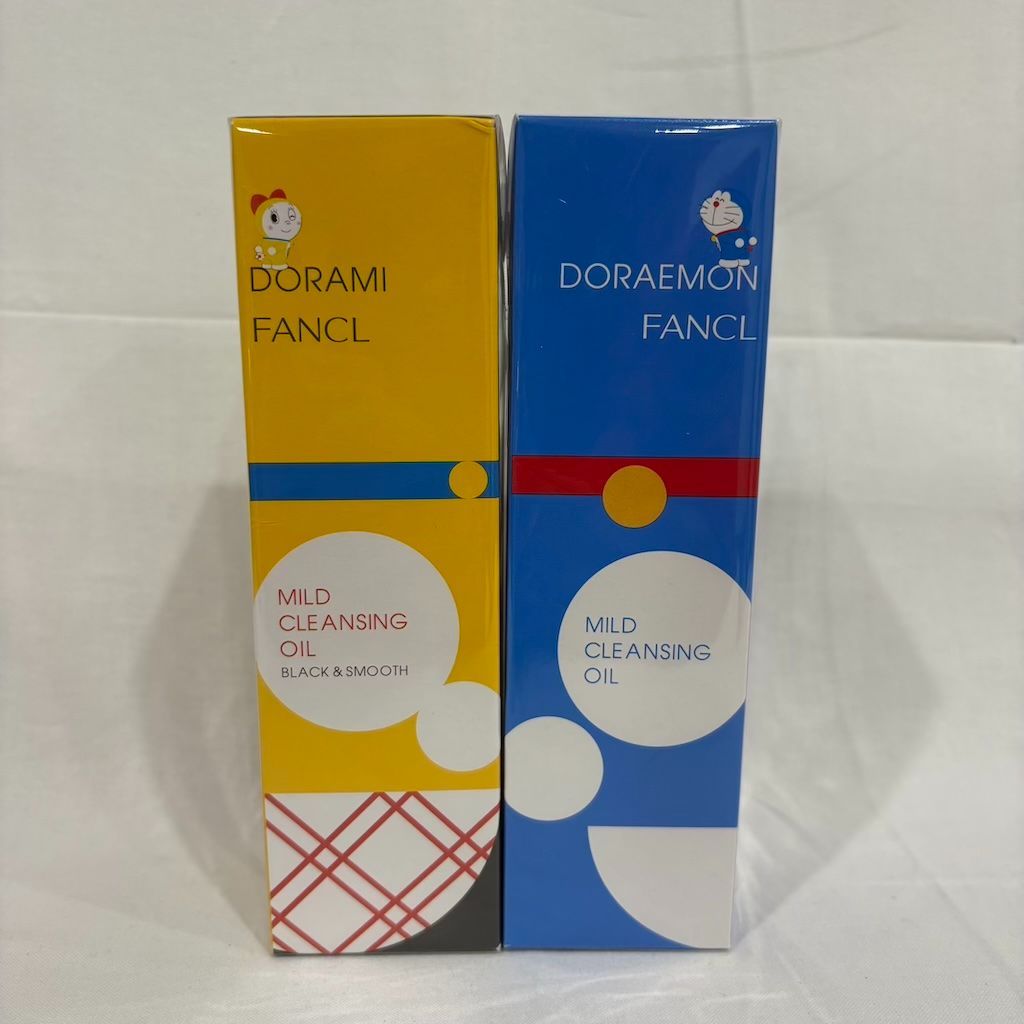 DORAMI
FANCL
MILD
CLEANSING
OIL
BLACK & SMOOTH
DORAEMON
FANCL
MILD
CLEANSING
OIL